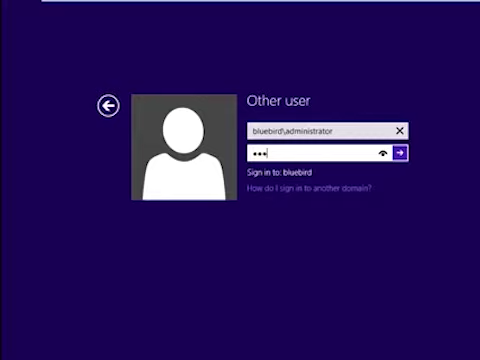 Other user
bluebird\administrator
•••
Sign in to: bluebird
How do I sign in to another domain?